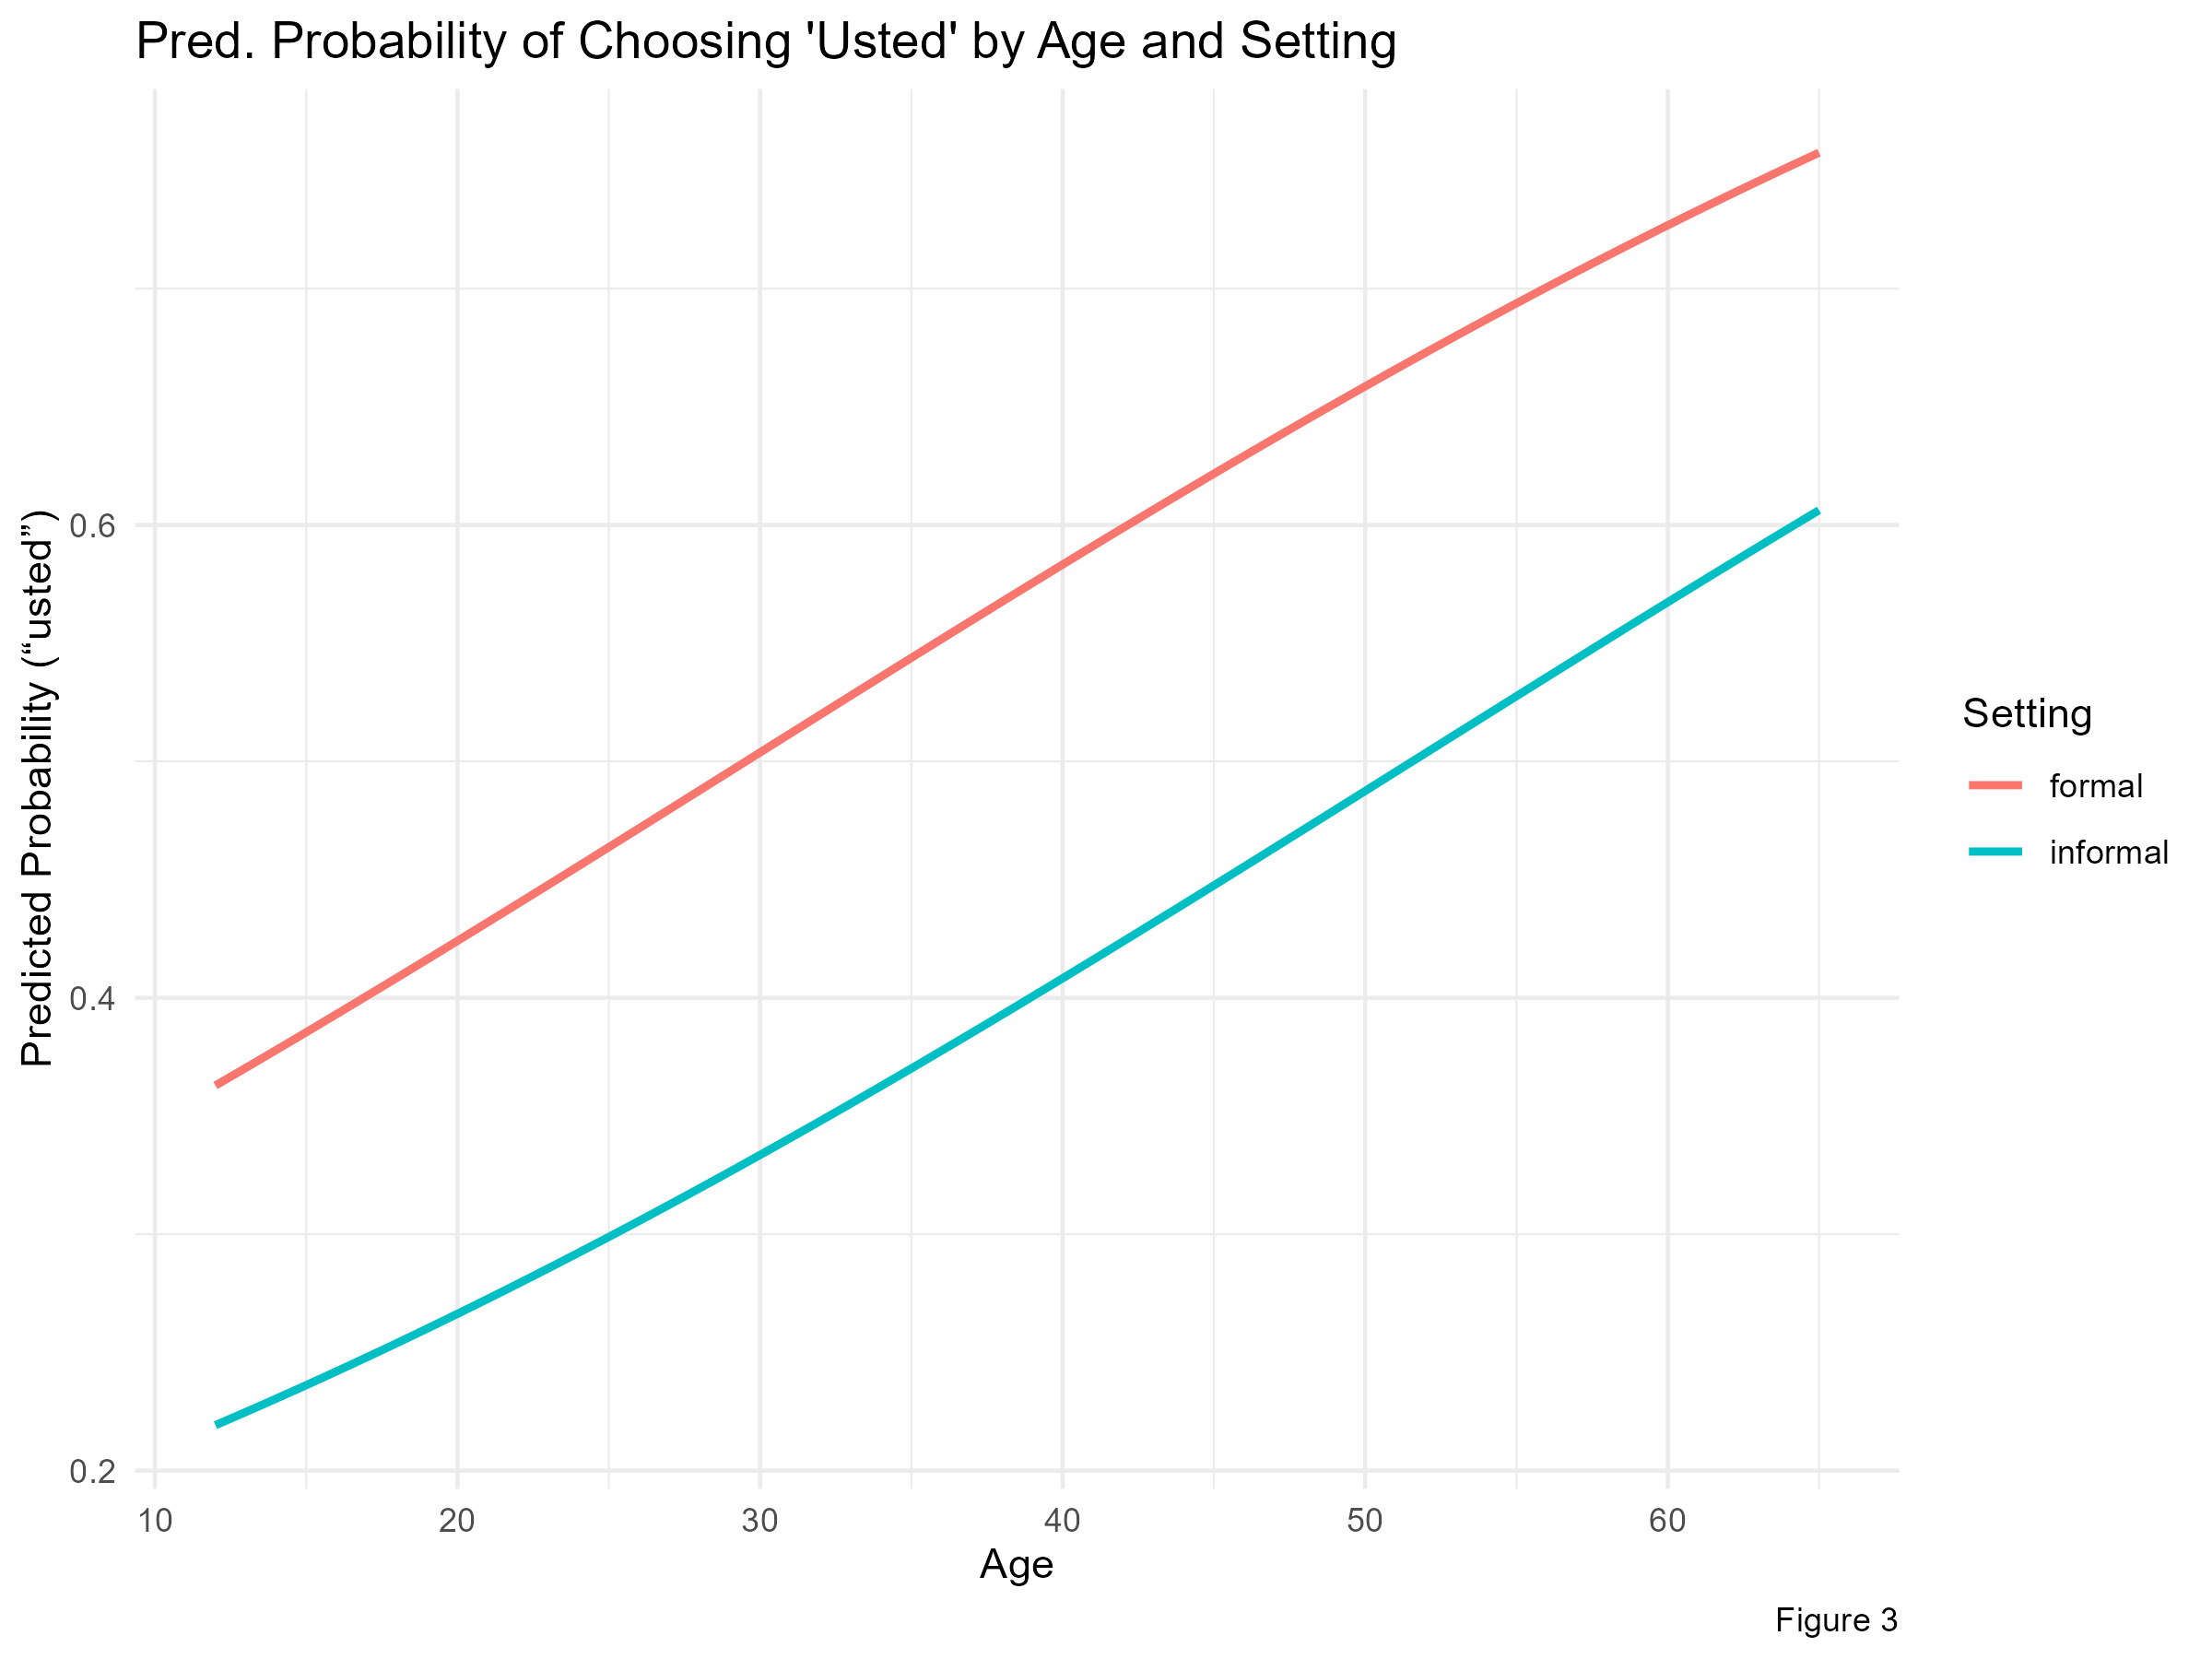 Pred. Probability of Choosing 'Usted' by Age and Setting
Predicted Probability (“usted”)
0.6
0.4
0.2
10 20 30 40 50 60
Age
Setting
formal
informal
Figure 3